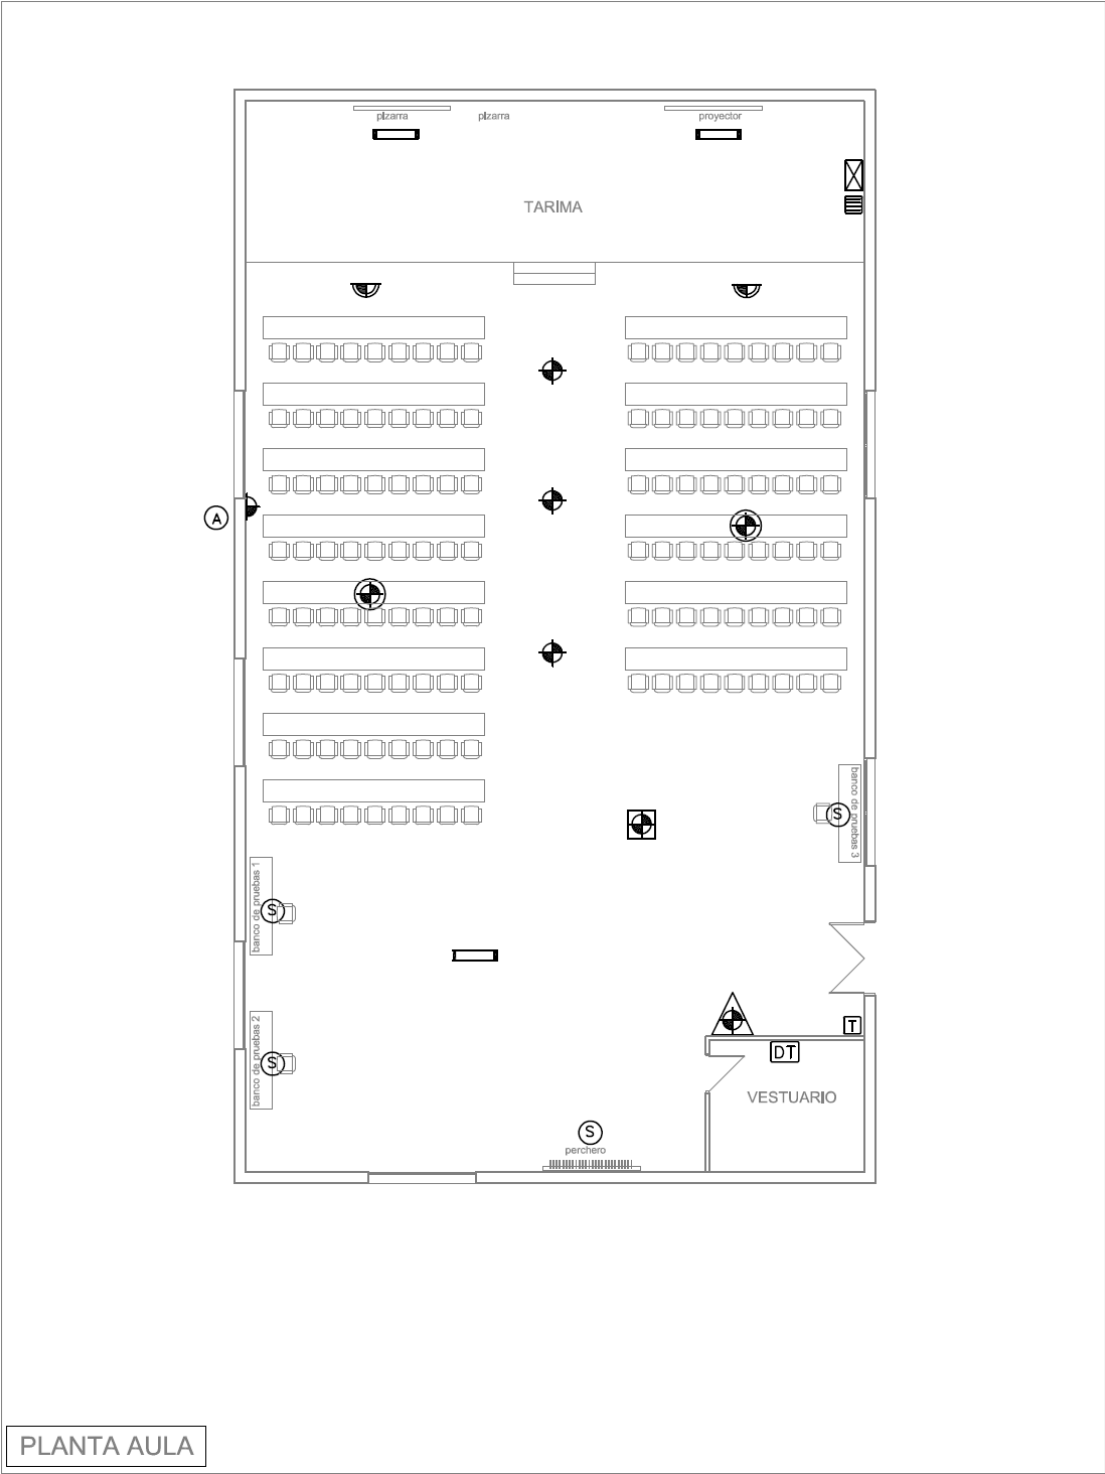 pizarra
pizarra
proyector
TARIMA
A
banco de pruebas 3
S
banco de pruebas 1
S
T
DT
banco de pruebas 2
S
VESTUARIO
S
perchero
PLANTA AULA